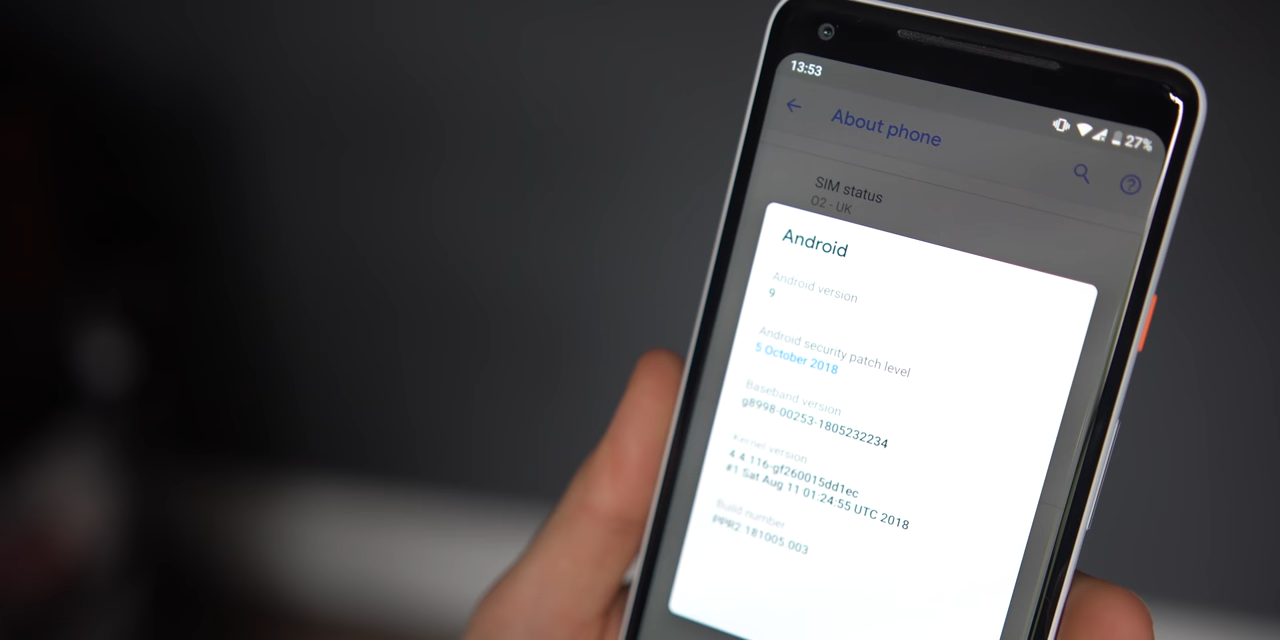 13:53
27%
About phone
SIM status
O2 - UK
Android
Android version
9
Android security patch level
5 October 2018
Baseband version
g8998-00253-1805232234
Kernel version
4.4.116-gf260015dd1ec
#1 Sat Aug 11 01:24:55 UTC 2018
Build number
PPR2.181005.003